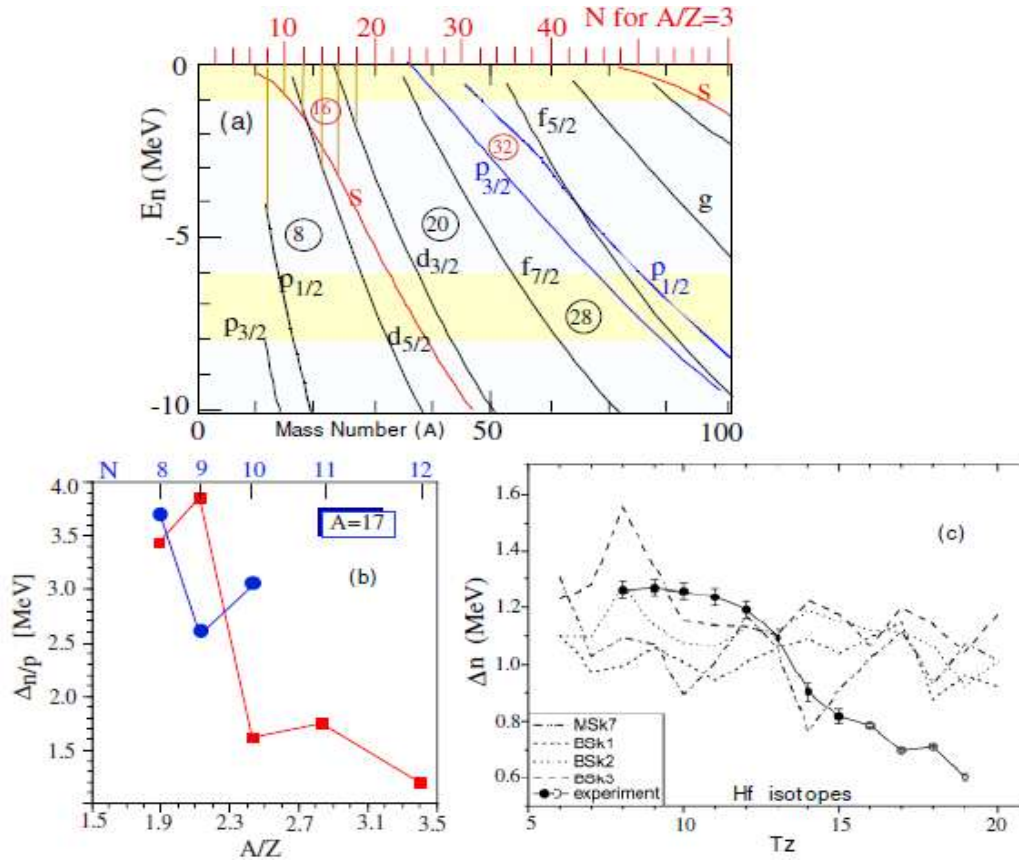 10 20 30 40 N for A/Z=3
0
(a)
16
S
8
-5
20
32
p3/2
f5/2
S
g
d3/2
f7/2
p1/2
p1/2
p3/2
d5/2
28
-10
En (MeV)
0 Mass Number (A) 50 100
N 8 9 10 11 12
4.0
3.5
3.0
2.5
2.0
1.5
Δn/p [MeV]
A=17
(b)
1.5 1.9 2.3 2.7 3.1 3.5
A/Z
1.6
1.4
1.2
1.0
0.8
0.6
Δn (MeV)
(c)
MSk7
BSk1
BSk2
BSk3
experiment
Hf isotopes
5 10 15 20
Tz